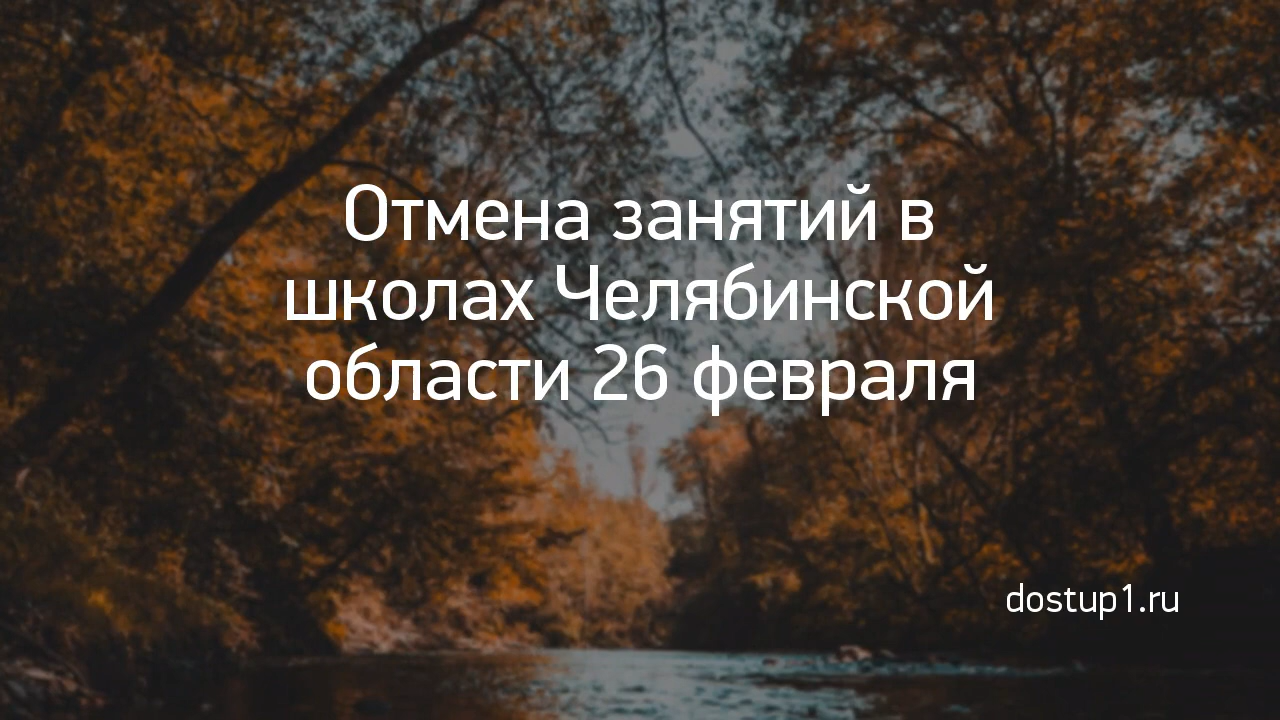 Отмена занятий в
школах Челябинской
области 26 февраля
dostup1.ru